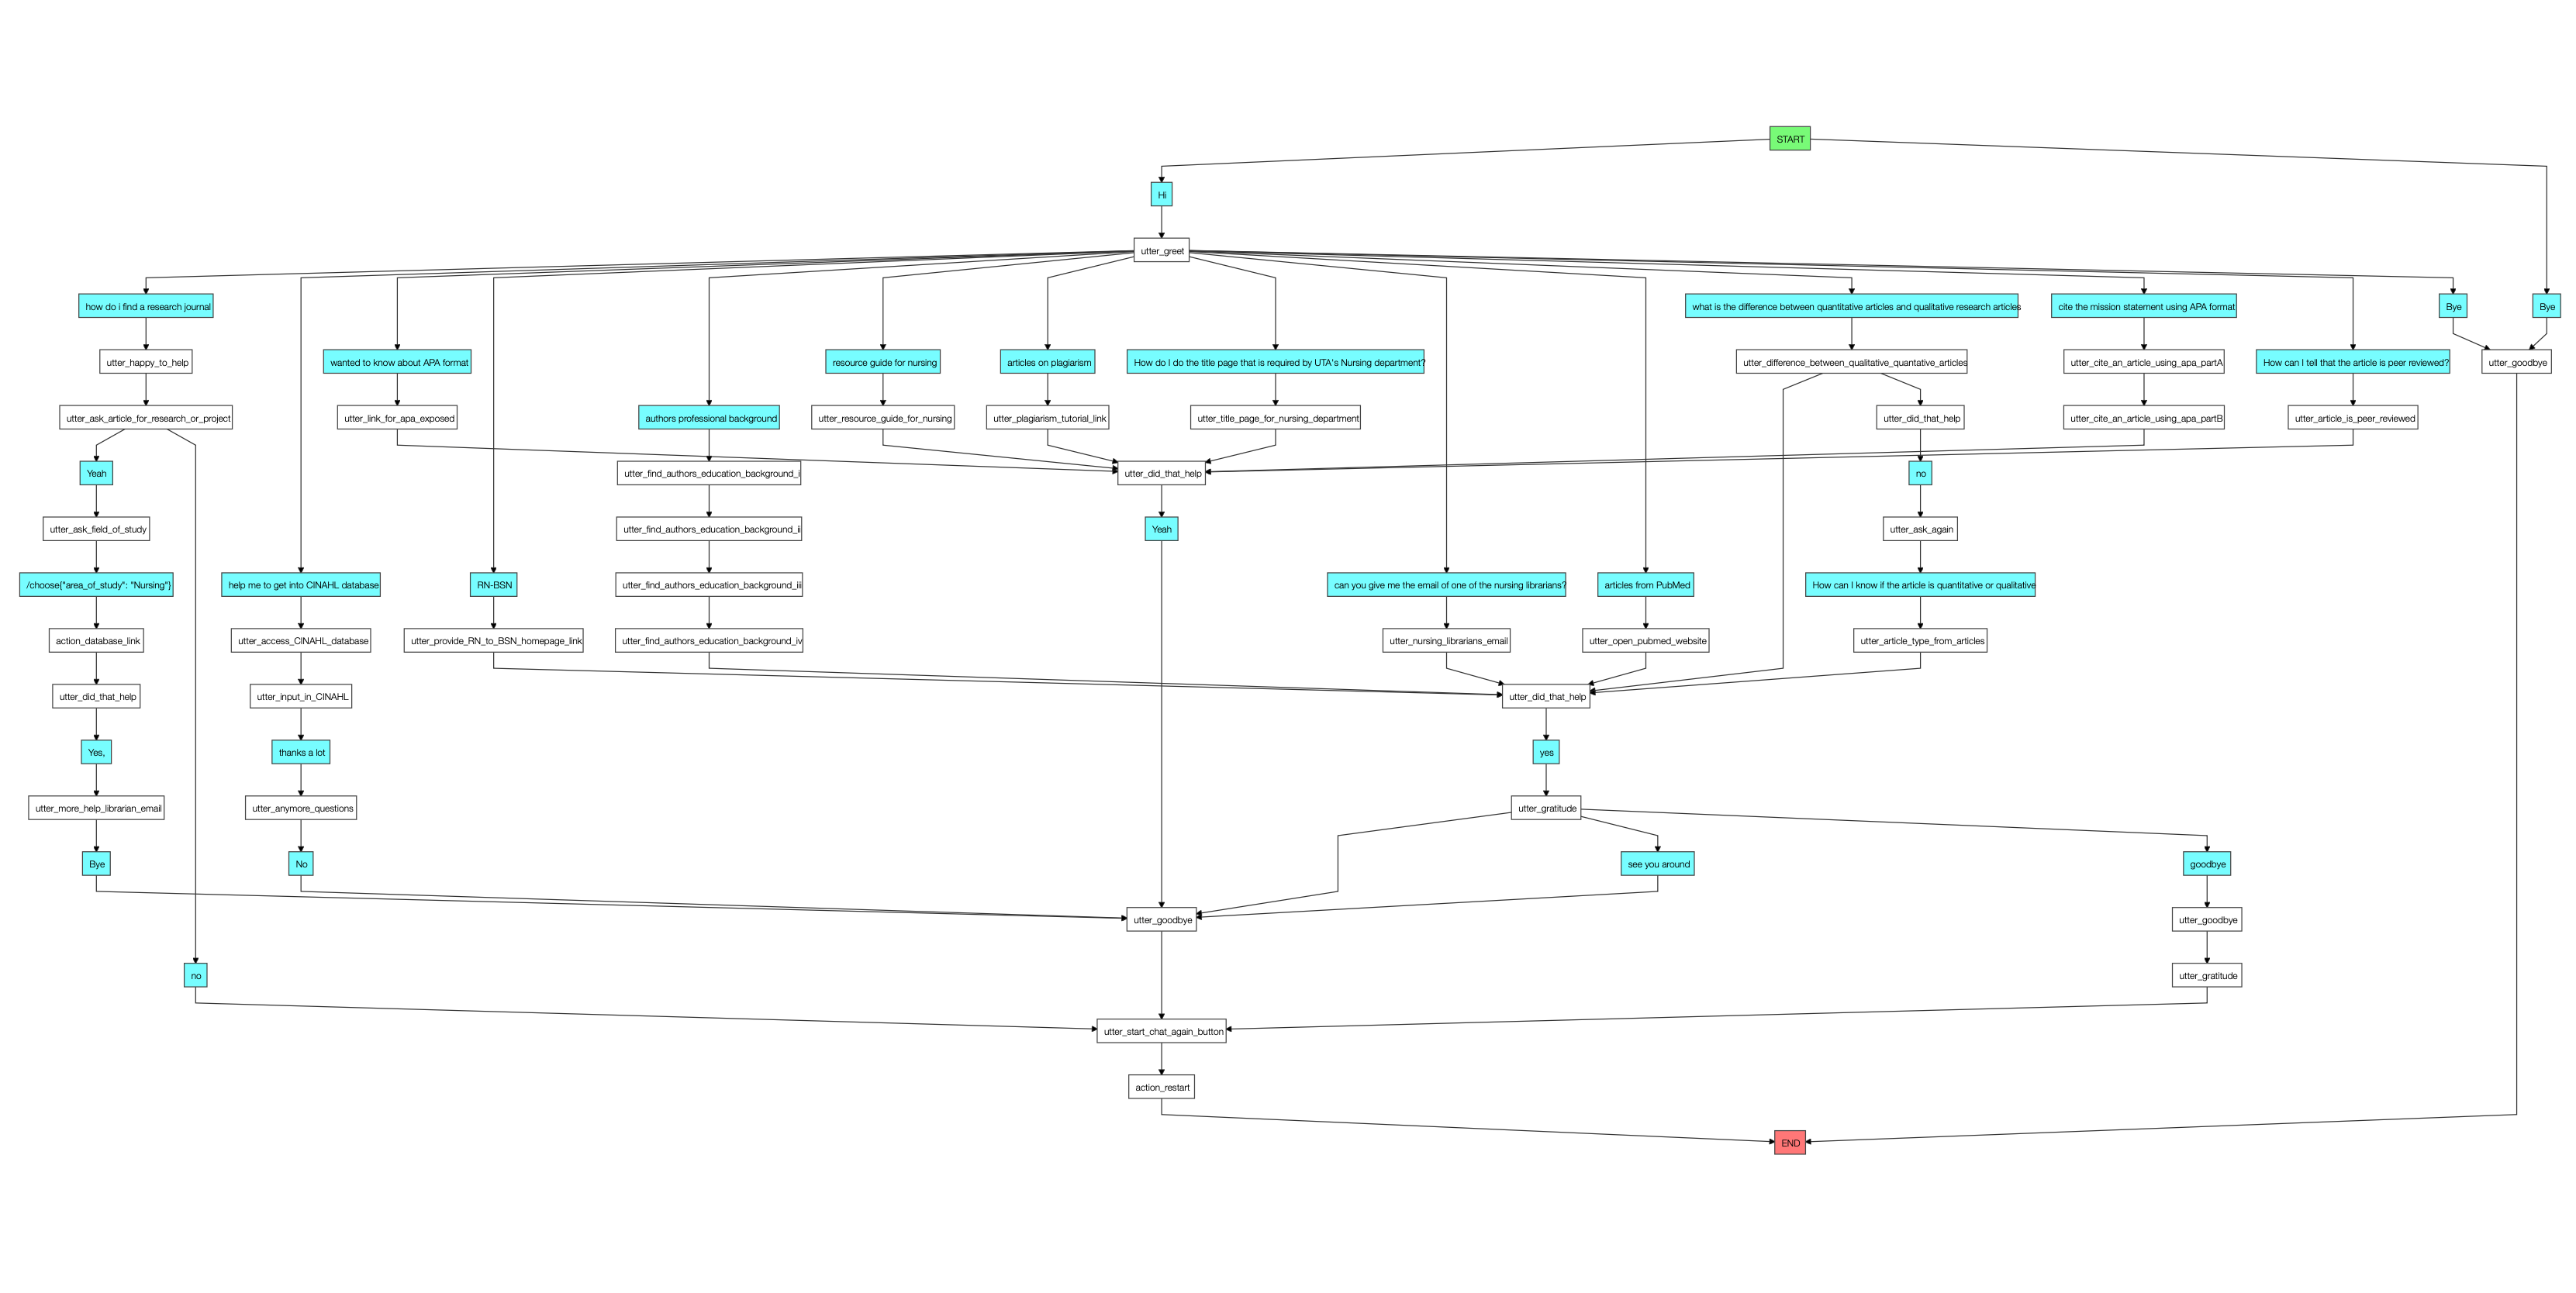 START
Hi
utter_greet
how do i find a research journal
what is the difference between quantitative articles and qualitative research articles
cite the mission statement using APA format
Bye
Bye
utter_happy_to_help
wanted to know about APA format
resource guide for nursing
articles on plagiarism
How do I do the title page that is required by UTA's Nursing department?
utter_difference_between_qualitative_quantative_articles
utter_cite_an_article_using_apa_partA
How can I tell that the article is peer reviewed?
utter_goodbye
utter_ask_article_for_research_or_project
utter_link_for_apa_exposed
authors professional background
utter_resource_guide_for_nursing
utter_plagiarism_tutorial_link
utter_title_page_for_nursing_department
utter_did_that_help
utter_cite_an_article_using_apa_partB
utter_article_is_peer_reviewed
Yeah
utter_find_authors_education_background_i
utter_did_that_help
no
utter_ask_field_of_study
utter_find_authors_education_background_ii
Yeah
utter_ask_again
/choose{"area_of_study": "Nursing"}
help me to get into CINAHL database
RN-BSN
utter_find_authors_education_background_iii
can you give me the email of one of the nursing librarians?
articles from PubMed
How can I know if the article is quantitative or qualitative
action_database_link
utter_access_CINAHL_database
utter_provide_RN_to_BSN_homepage_link
utter_find_authors_education_background_iv
utter_nursing_librarians_email
utter_open_pubmed_website
utter_article_type_from_articles
utter_did_that_help
utter_input_in_CINAHL
utter_did_that_help
Yes,
thanks a lot
yes
utter_more_help_librarian_email
utter_anymore_questions
utter_gratitude
Bye
No
see you around
goodbye
utter_goodbye
utter_goodbye
no
utter_gratitude
utter_start_chat_again_button
action_restart
END